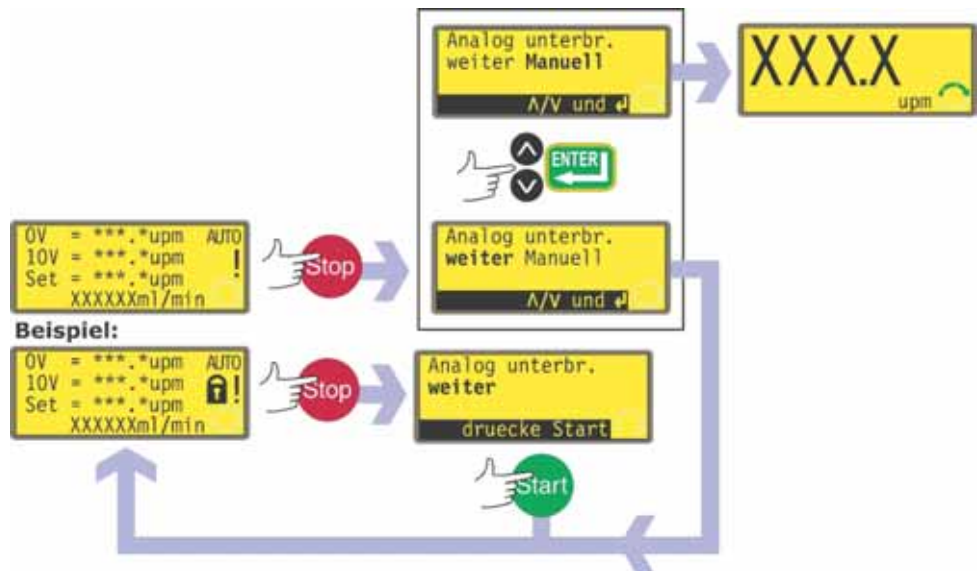 Analog unterbr.
weiter Manuell
Λ/V und ↲
XXX.X
upm
ENTER
0V = ***.*upm AUTO
10V = ***.*upm !
Set = ***.*upm
XXXXXXml/min
Stop
Analog unterbr.
weiter Manuell
Λ/V und ↲
Beispiel:
0V = ***.*upm AUTO
10V = ***.*upm !
Set = ***.*upm
XXXXXXml/min
Stop
Analog unterbr.
weiter
druecke Start
Start